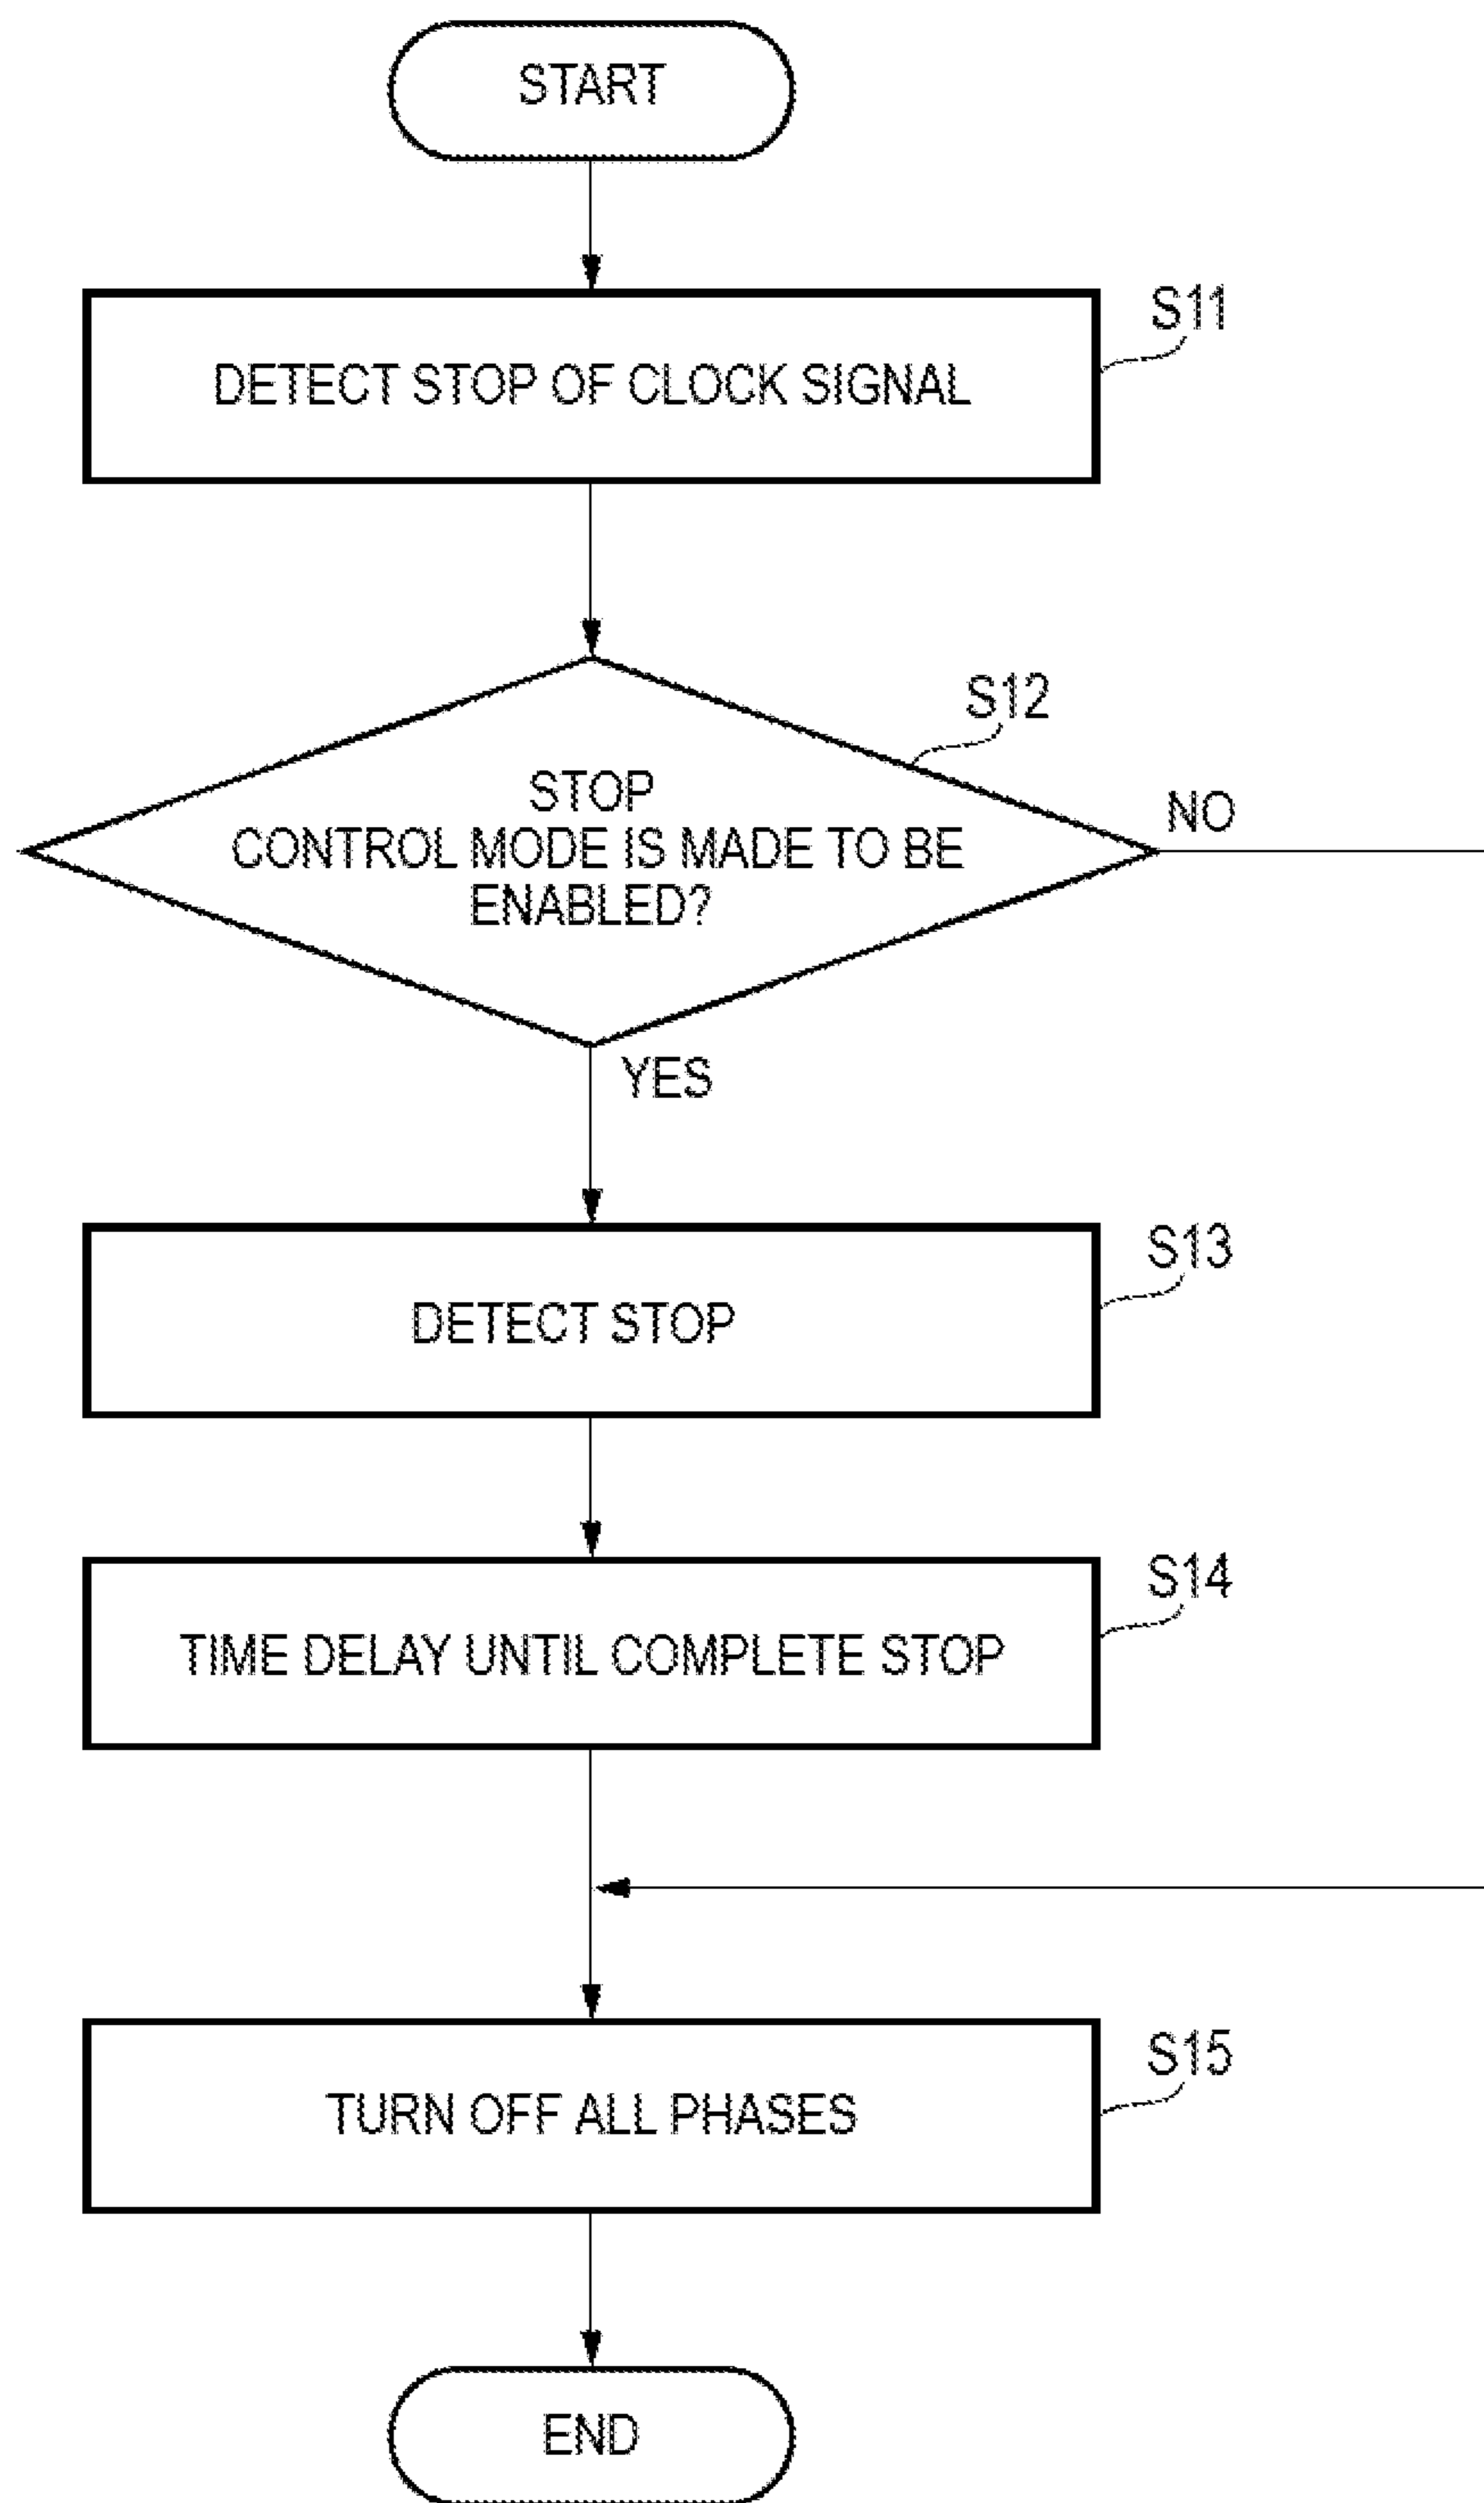 START
S11
DETECT STOP OF CLOCK SIGNAL
S12
STOP
CONTROL MODE IS MADE TO BE
ENABLED?
NO
YES
S13
DETECT STOP
S14
TIME DELAY UNTIL COMPLETE STOP
S15
TURN OFF ALL PHASES
END